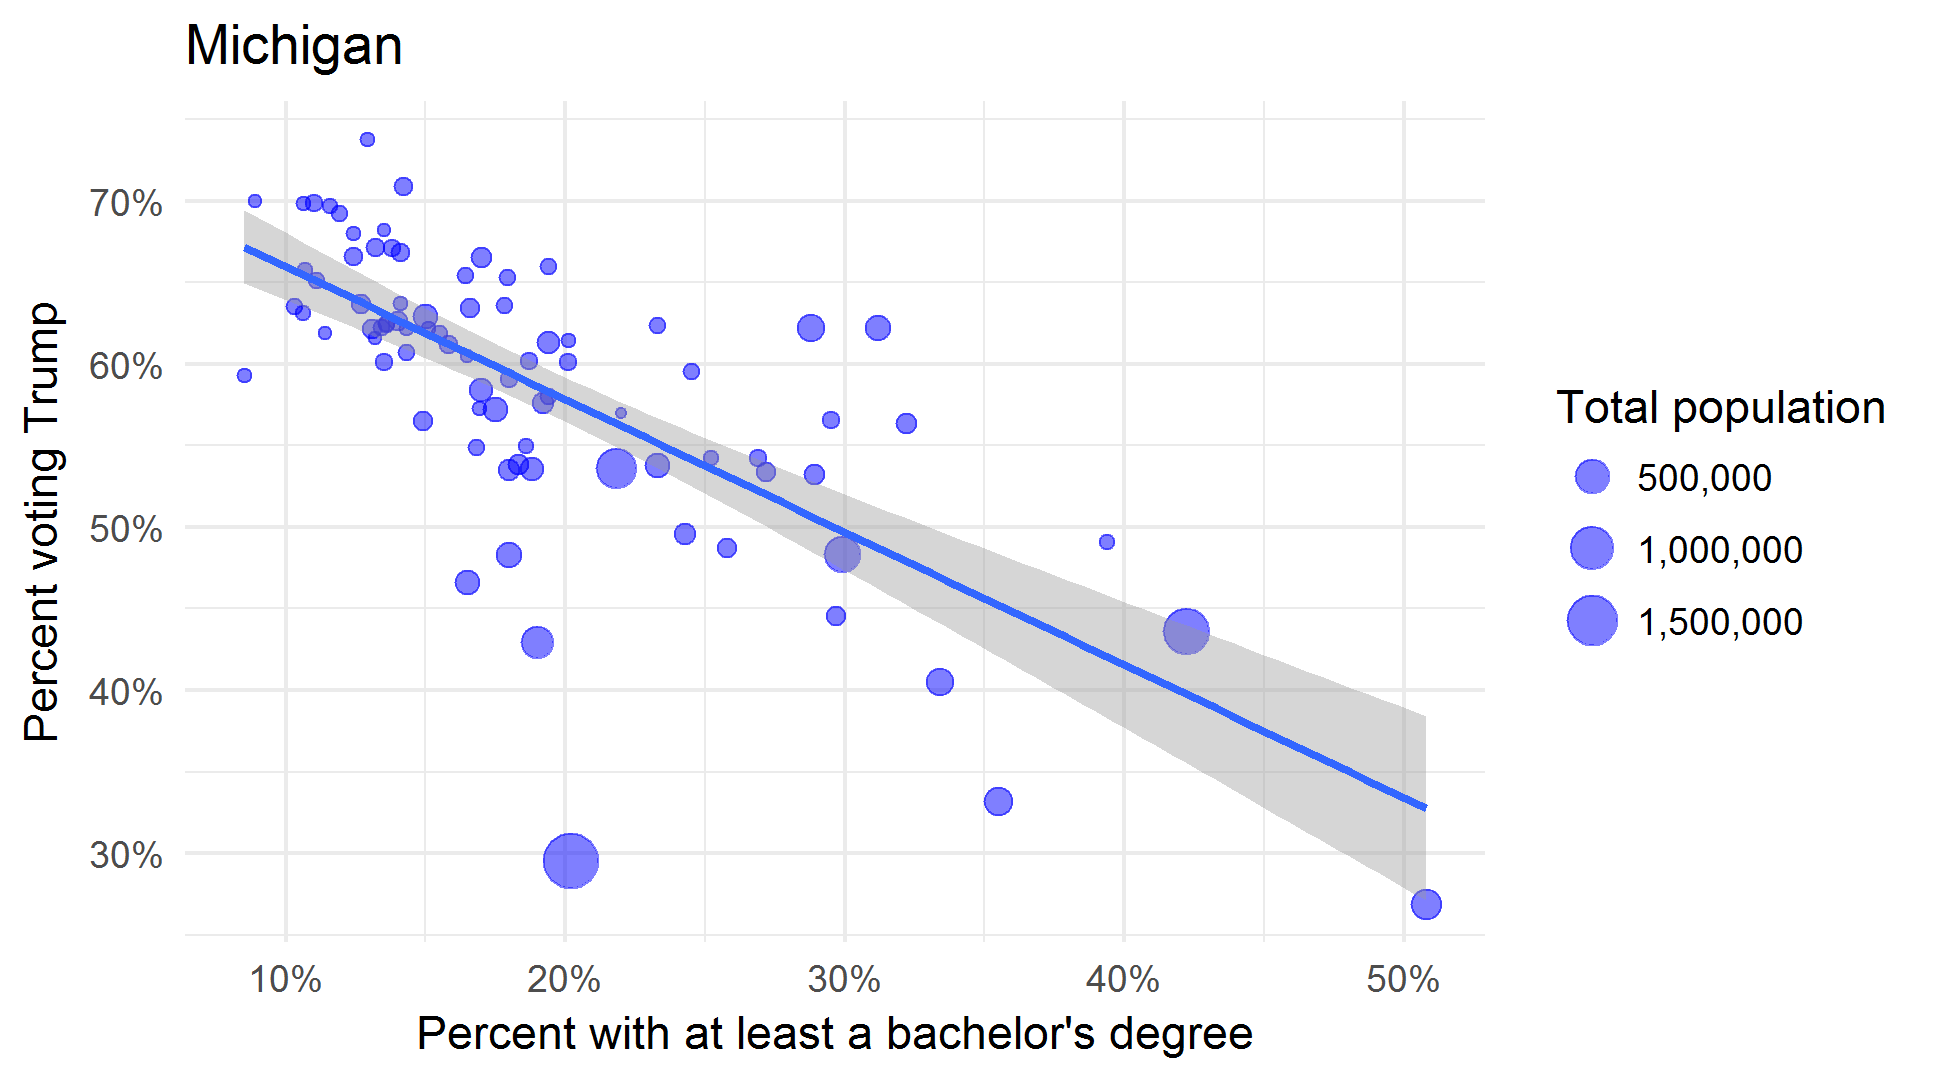 Michigan
Percent voting Trump
70%
60%
50%
40%
30%
10% 20% 30% 40% 50%
Percent with at least a bachelor's degree
Total population
500,000
1,000,000
1,500,000